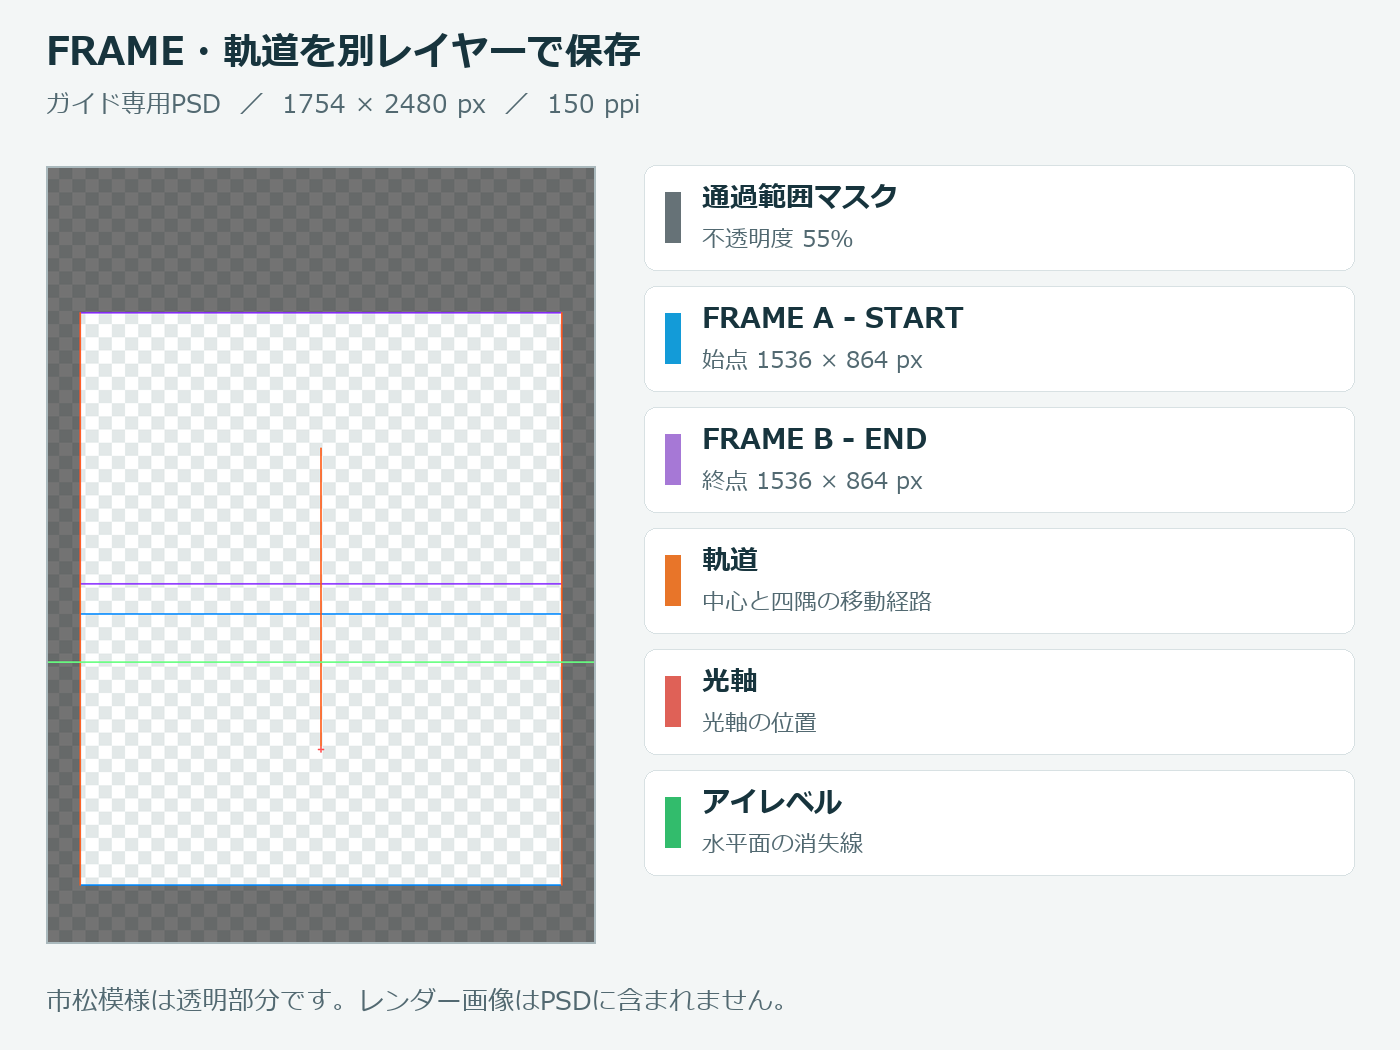 FRAME・軌道を別レイヤーで保存
ガイド専用PSD ／ 1754 × 2480 px ／ 150 ppi
通過範囲マスク
不透明度 55%
FRAME A - START
始点 1536 × 864 px
FRAME B - END
終点 1536 × 864 px
軌道
中心と四隅の移動経路
光軸
光軸の位置
アイレベル
水平面の消失線
市松模様は透明部分です。レンダー画像はPSDに含まれません。